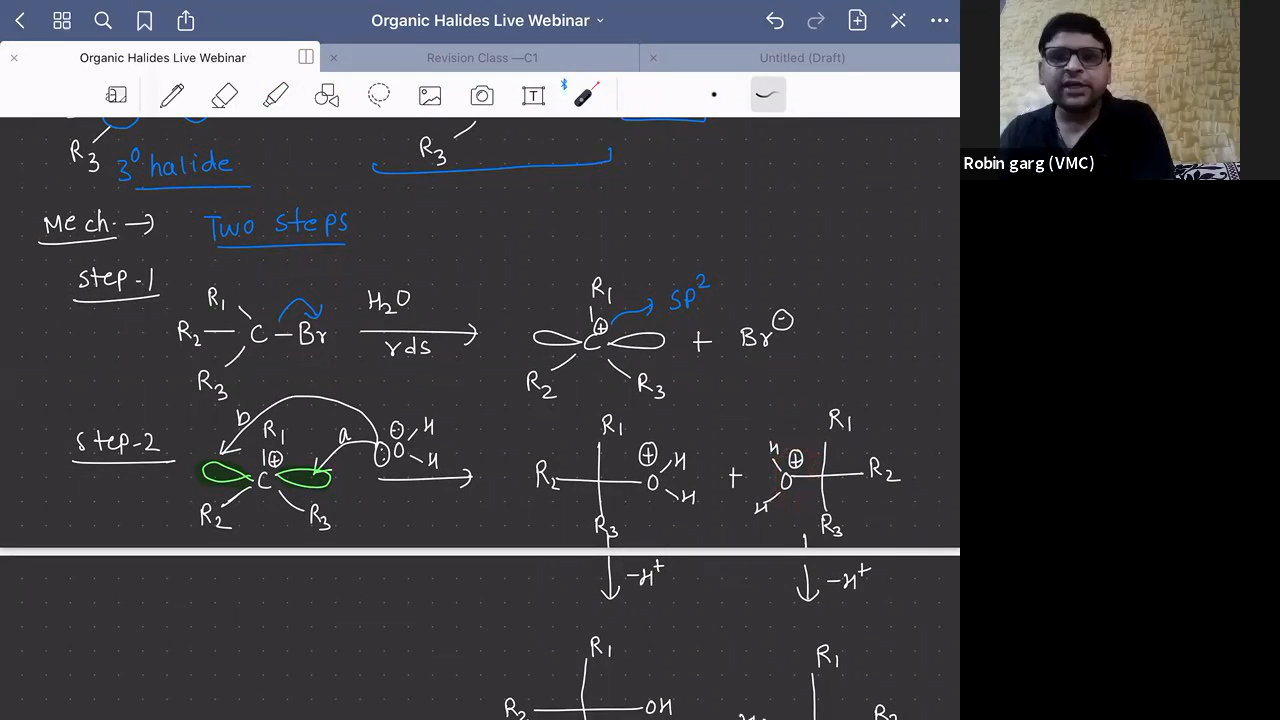 Organic Halides Live Webinar
Organic Halides Live Webinar
Revision Class —C1
Untitled (Draft)
T
Robin garg (VMC)
R3
3° halide
R3
Mech. → Two steps
Step-1
R1
R2 — C — Br
R3
H2O
rds
R1
C⊕ → SP2
R2 R3
+ Br⊖
Step-2
b
a
R1
C⊕
R2 R3
O H
H
R1
R2 O⊕ H
H
R3
+
R1
H O⊕ R2
H
R3
-H+ -H+
R1
R2 OH
R1
R2